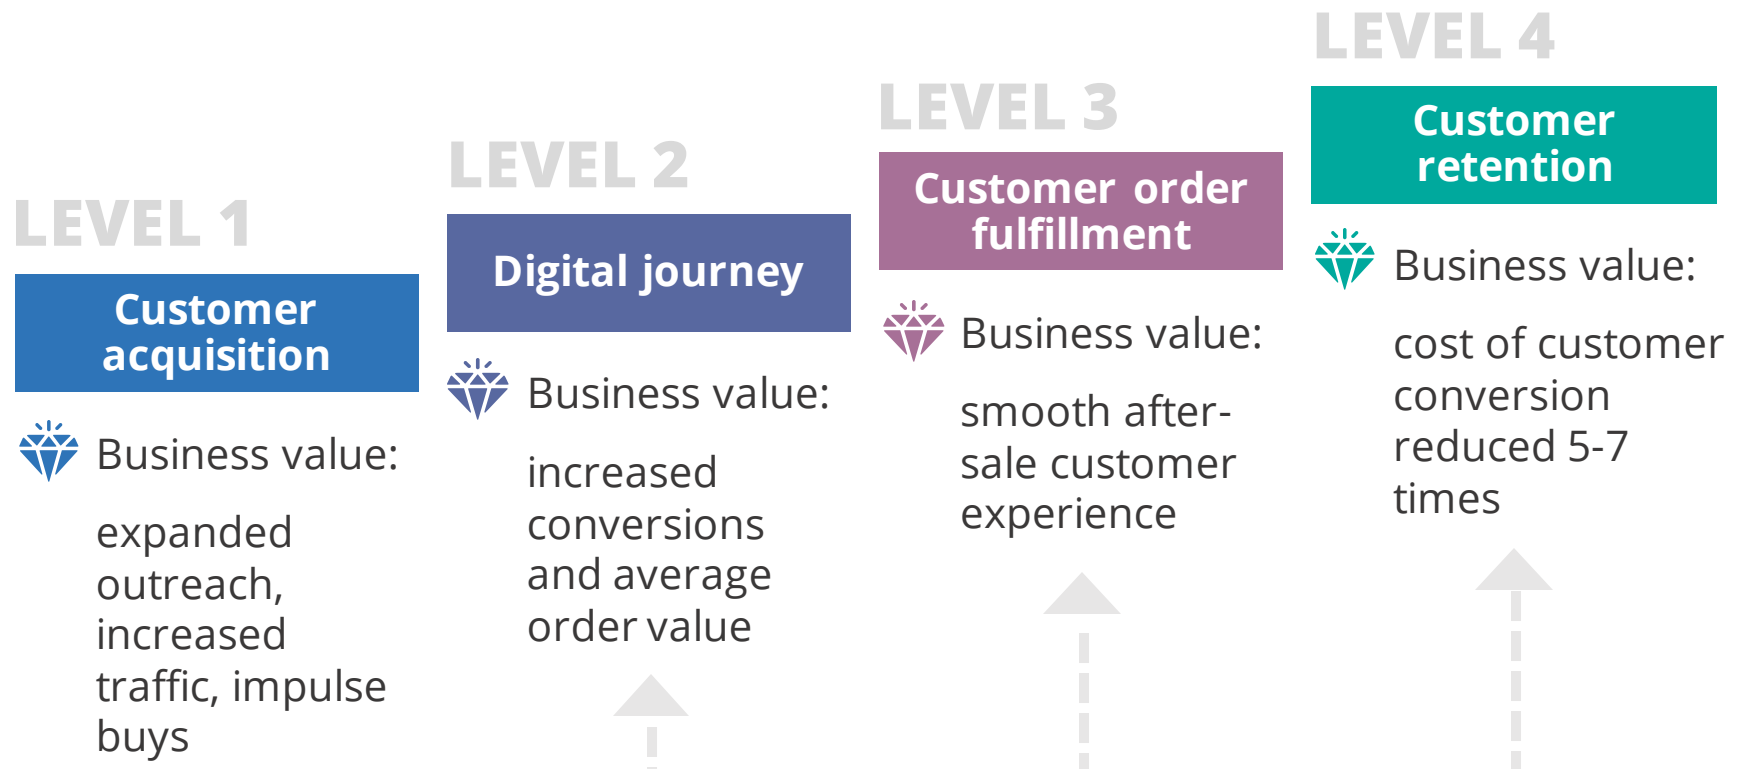 LEVEL 1
Customer
acquisition
Business value:
expanded
outreach,
increased
traffic, impulse
buys
LEVEL 2
Digital journey
Business value:
increased
conversions
and average
order value
LEVEL 3
Customer order
fulfillment
Business value:
smooth after-
sale customer
experience
LEVEL 4
Customer
retention
Business value:
cost of customer
conversion
reduced 5-7
times